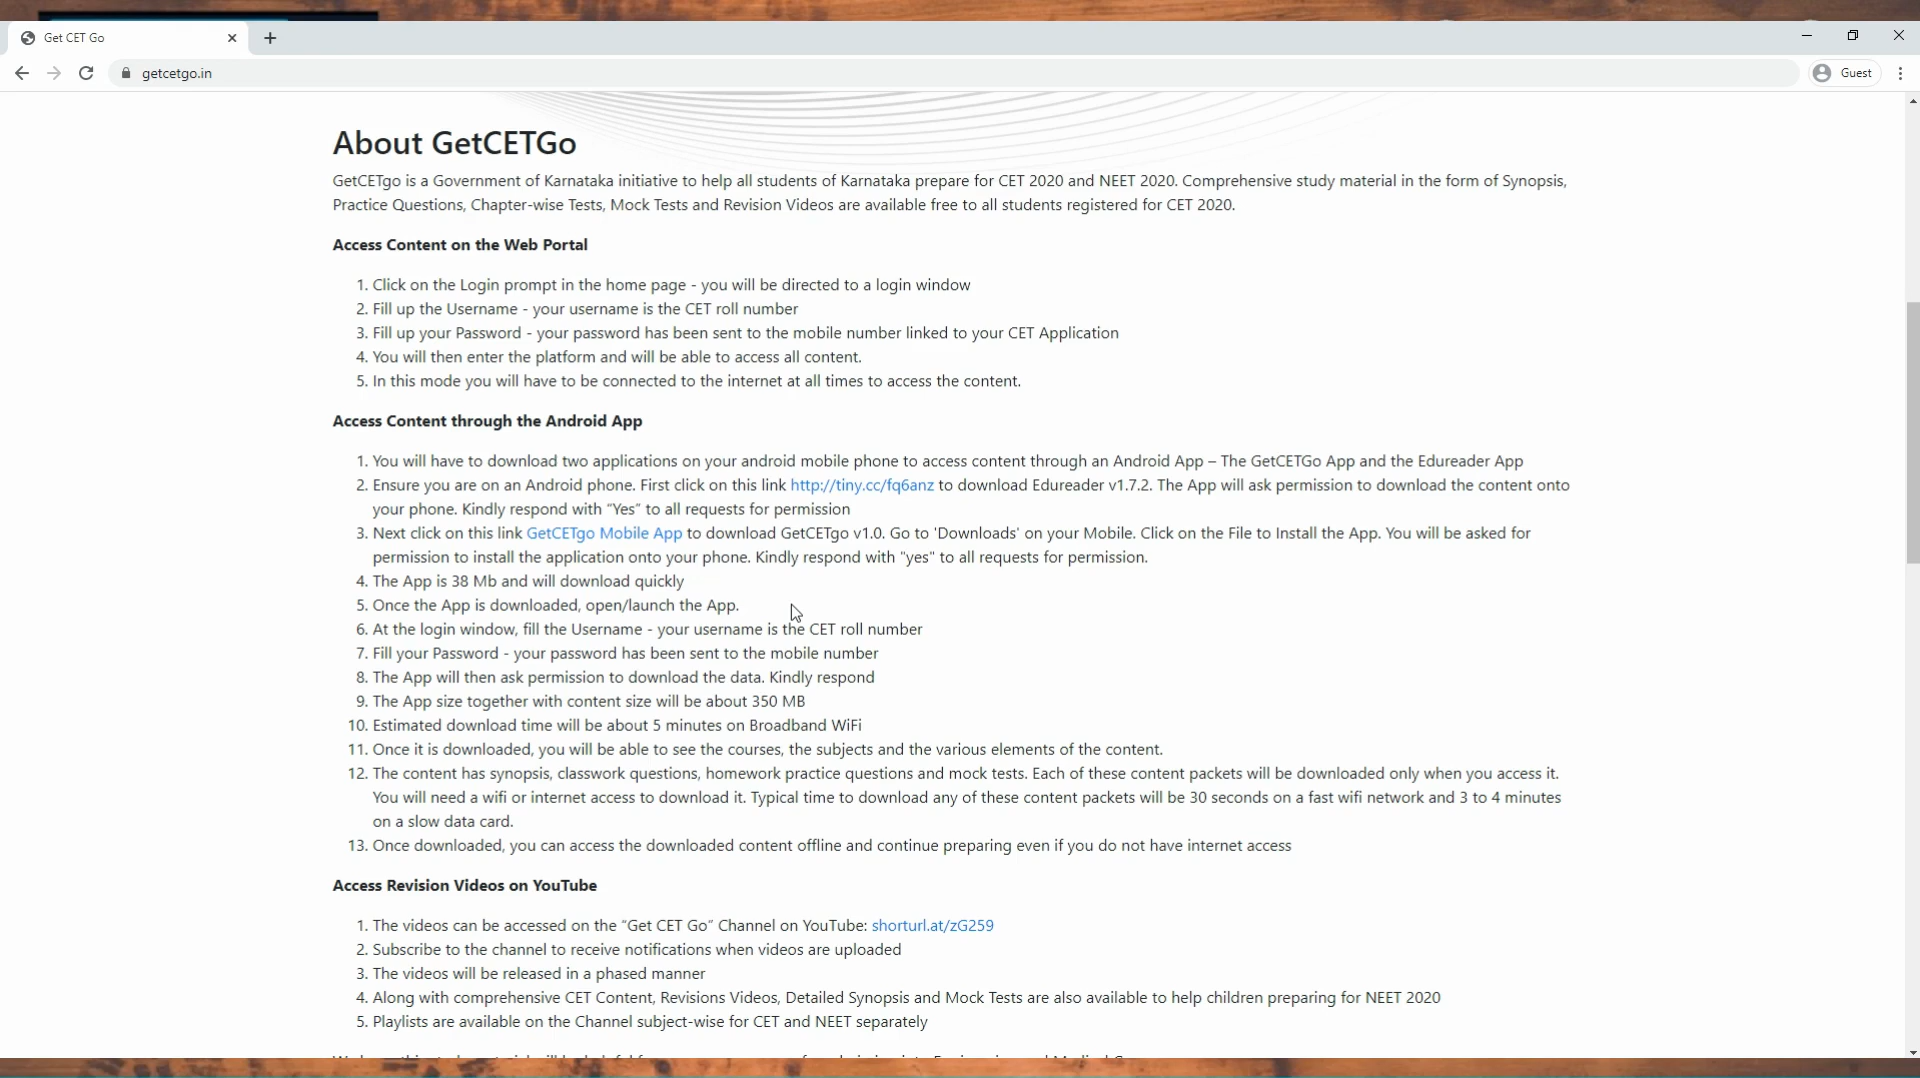 Get CET Go
getcetgo.in
Guest
About GetCETGo
GetCETgo is a Government of Karnataka initiative to help all students of Karnataka prepare for CET 2020 and NEET 2020. Comprehensive study material in the form of Synopsis,
Practice Questions, Chapter-wise Tests, Mock Tests and Revision Videos are available free to all students registered for CET 2020.
Access Content on the Web Portal
1. Click on the Login prompt in the home page - you will be directed to a login window
2. Fill up the Username - your username is the CET roll number
3. Fill up your Password - your password has been sent to the mobile number linked to your CET Application
4. You will then enter the platform and will be able to access all content.
5. In this mode you will have to be connected to the internet at all times to access the content.
Access Content through the Android App
1. You will have to download two applications on your android mobile phone to access content through an Android App – The GetCETGo App and the Edureader App
2. Ensure you are on an Android phone. First click on this link http://tiny.cc/fq6anz to download Edureader v1.7.2. The App will ask permission to download the content onto
your phone. Kindly respond with “Yes” to all requests for permission
3. Next click on this link GetCETgo Mobile App to download GetCETgo v1.0. Go to 'Downloads' on your Mobile. Click on the File to Install the App. You will be asked for
permission to install the application onto your phone. Kindly respond with "yes" to all requests for permission.
4. The App is 38 Mb and will download quickly
5. Once the App is downloaded, open/launch the App.
6. At the login window, fill the Username - your username is the CET roll number
7. Fill your Password - your password has been sent to the mobile number
8. The App will then ask permission to download the data. Kindly respond
9. The App size together with content size will be about 350 MB
10. Estimated download time will be about 5 minutes on Broadband WiFi
11. Once it is downloaded, you will be able to see the courses, the subjects and the various elements of the content.
12. The content has synopsis, classwork questions, homework practice questions and mock tests. Each of these content packets will be downloaded only when you access it.
You will need a wifi or internet access to download it. Typical time to download any of these content packets will be 30 seconds on a fast wifi network and 3 to 4 minutes
on a slow data card.
13. Once downloaded, you can access the downloaded content offline and continue preparing even if you do not have internet access
Access Revision Videos on YouTube
1. The videos can be accessed on the “Get CET Go” Channel on YouTube: shorturl.at/zG259
2. Subscribe to the channel to receive notifications when videos are uploaded
3. The videos will be released in a phased manner
4. Along with comprehensive CET Content, Revisions Videos, Detailed Synopsis and Mock Tests are also available to help children preparing for NEET 2020
5. Playlists are available on the Channel subject-wise for CET and NEET separately